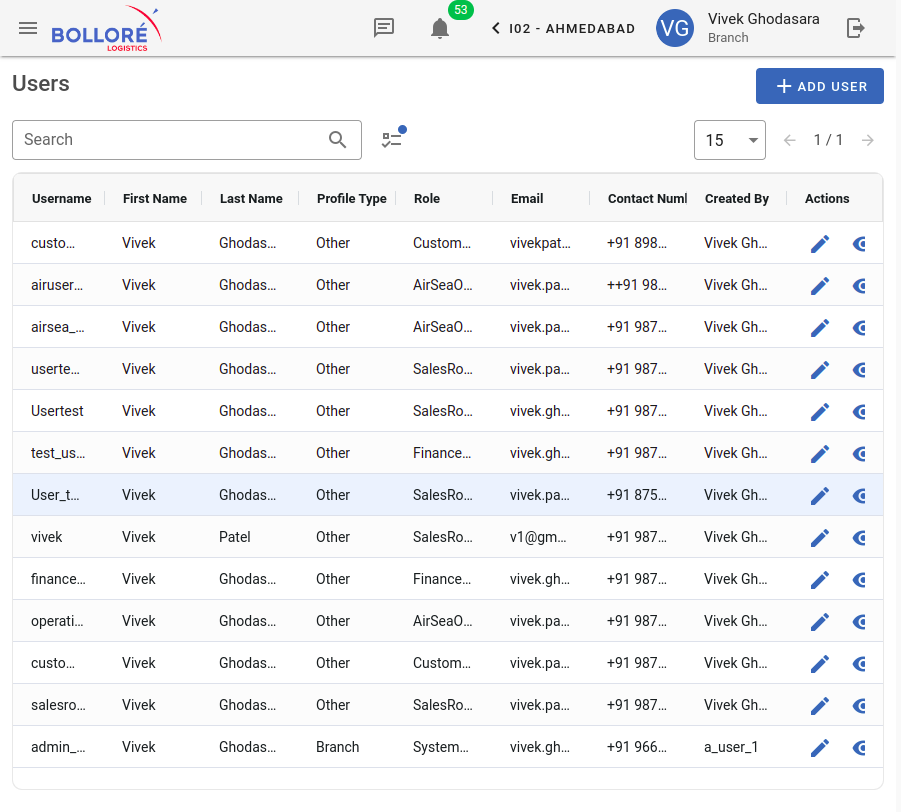 BOLLORÉ
LOGISTICS
53
I02 - AHMEDABAD
VG
Vivek Ghodasara
Branch
Users
ADD USER
Search
15
1 / 1
Username First Name Last Name Profile Type Role Email Contact Numl Created By Actions
custo... Vivek Ghodas... Other Custom... vivekpat... +91 898... Vivek Gh...
airuser... Vivek Ghodas... Other AirSeaO... vivek.pa... ++91 98... Vivek Gh...
airsea_... Vivek Ghodas... Other AirSeaO... vivek.pa... +91 987... Vivek Gh...
userte... Vivek Ghodas... Other SalesRo... vivek.pa... +91 987... Vivek Gh...
Usertest Vivek Ghodas... Other SalesRo... vivek.gh... +91 987... Vivek Gh...
test_us... Vivek Ghodas... Other Finance... vivek.gh... +91 987... Vivek Gh...
User_t... Vivek Ghodas... Other SalesRo... vivek.pa... +91 875... Vivek Gh...
vivek Vivek Patel Other SalesRo... v1@gm... +91 987... Vivek Gh...
finance... Vivek Ghodas... Other Finance... vivek.gh... +91 987... Vivek Gh...
operati... Vivek Ghodas... Other AirSeaO... vivek.pa... +91 987... Vivek Gh...
custo... Vivek Ghodas... Other Custom... vivek.pa... +91 987... Vivek Gh...
salesro... Vivek Ghodas... Other SalesRo... vivek.pa... +91 987... Vivek Gh...
admin_... Vivek Ghodas... Branch System... vivek.gh... +91 966... a_user_1